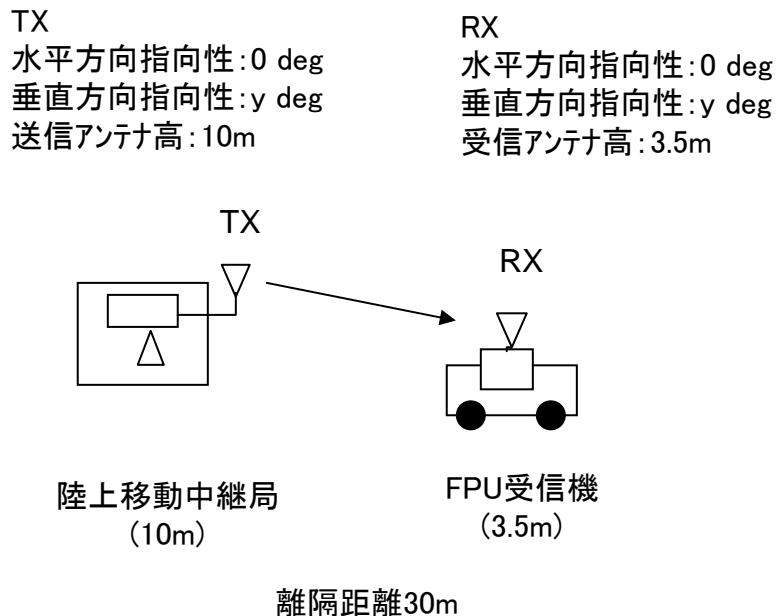 TX
水平方向指向性:0 deg
垂直方向指向性:y deg
送信アンテナ高:10m
RX
水平方向指向性:0 deg
垂直方向指向性:y deg
受信アンテナ高:3.5m
TX
RX
陸上移動中継局
(10m)
FPU受信機
(3.5m)
離隔距離30m